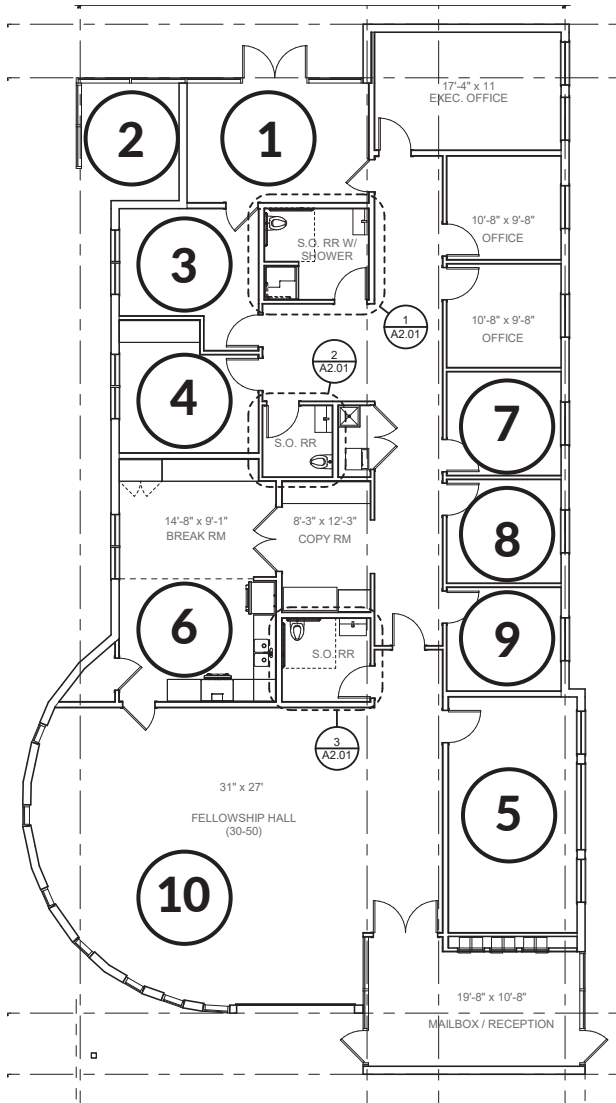 17'-4" x 11
EXEC. OFFICE
2
1
10'-8" x 9'-8"
OFFICE
S.O. RR W/
SHOWER
3
10'-8" x 9'-8"
OFFICE
1
A2.01
2
A2.01
4
7
S.O. RR
14'-8" x 9'-1"
BREAK RM
8'-3" x 12'-3"
COPY RM
8
6
9
S.O. RR
3
A2.01
31" x 27'
FELLOWSHIP HALL
(30-50)
5
10
19'-8" x 10'-8"
MAILBOX / RECEPTION